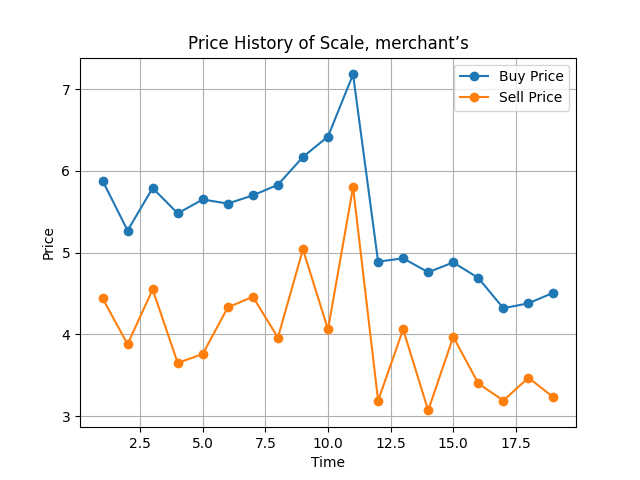 Price History of Scale, merchant’s
Buy Price
Sell Price
7
6
5
4
3
Price
2.5 5.0 7.5 10.0 12.5 15.0 17.5
Time